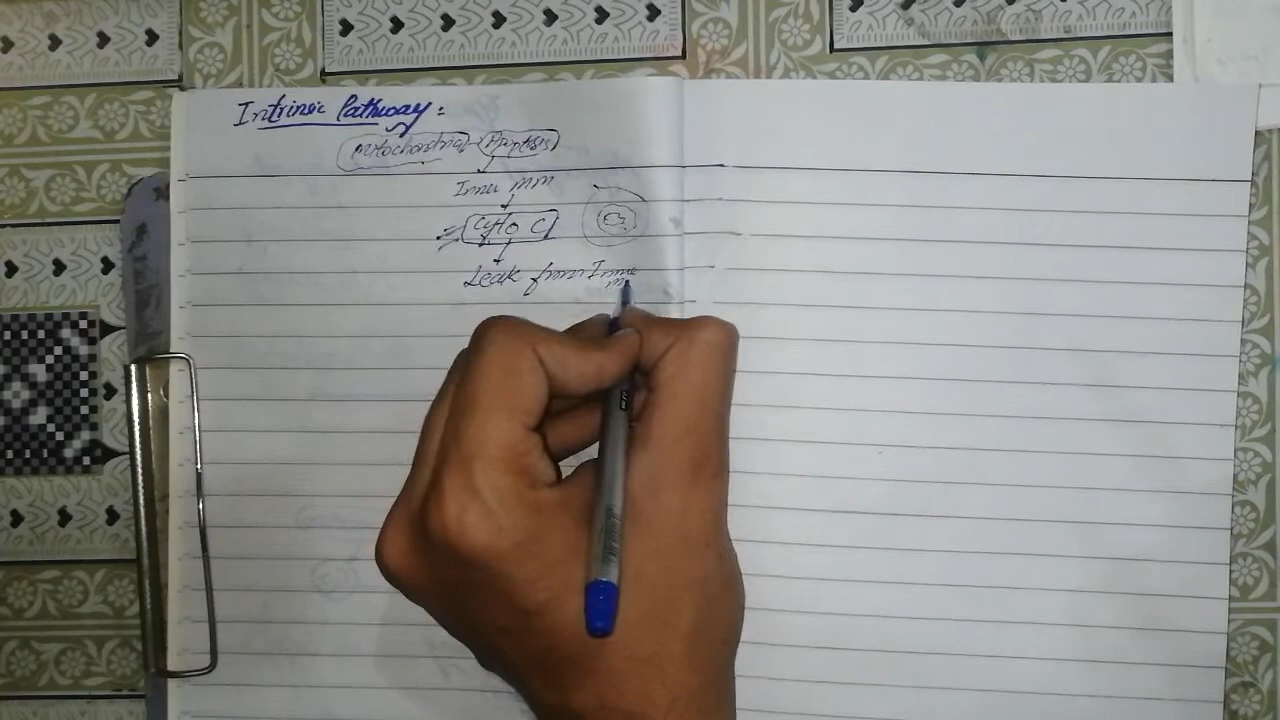 Intrinsic Pathway:
Mitochondrial Apoptosis
Inner MM
Cyto C
Leak from Inner